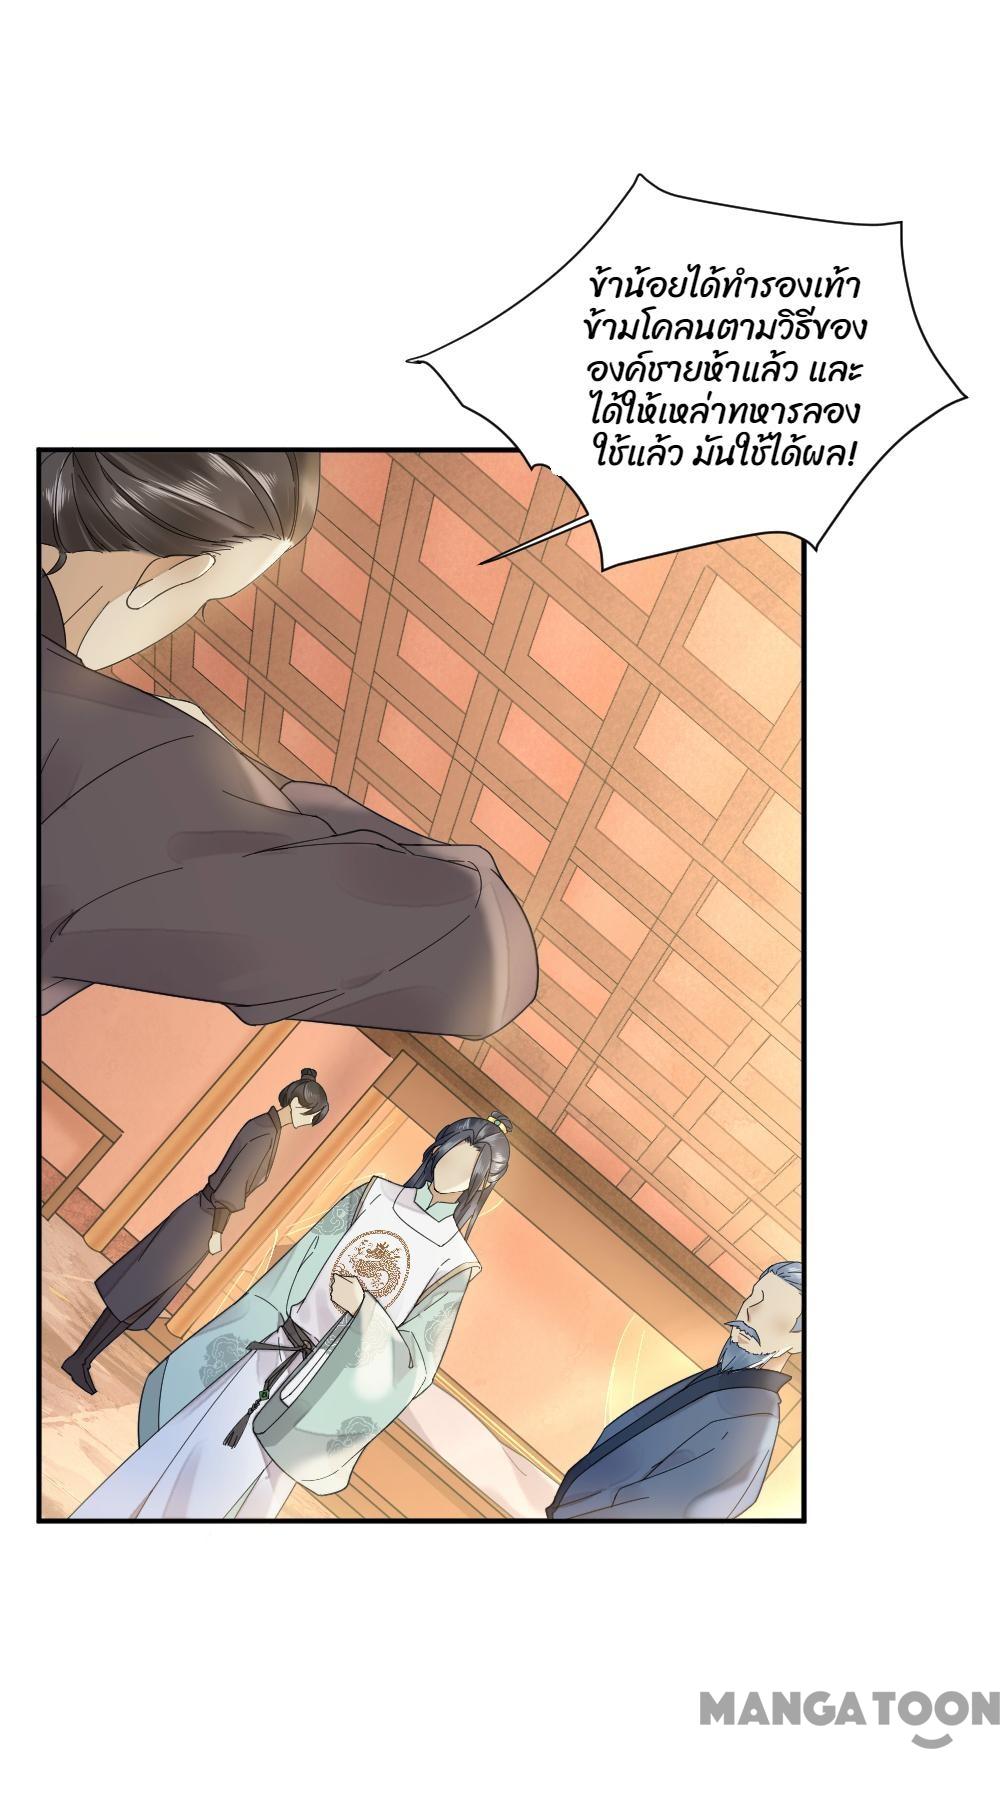 ข้าน้อยได้ทำรองเท้า
ข้ามโคลนตามวิธีของ
องค์ชายห้าแล้ว และ
ได้ให้เหล่าทหารลอง
ใช้แล้ว มันใช้ได้ผล!
MANGATOON